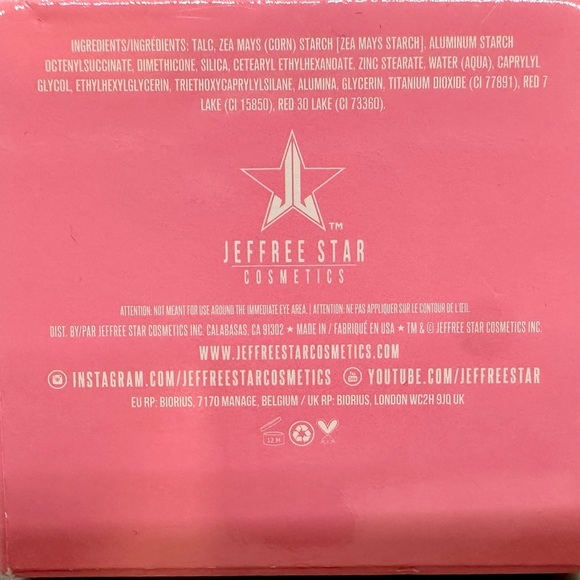 INGREDIENTS/INGRÉDIENTS: TALC, ZEA MAYS (CORN) STARCH [ZEA MAYS STARCH], ALUMINUM STARCH
OCTENYLSUCCINATE, DIMETHICONE, SILICA, CETEARYL ETHYLHEXANOATE, ZINC STEARATE, WATER (AQUA), CAPRYLYL
GLYCOL, ETHYLHEXYLGLYCERIN, TRIETHOXYCAPRYLYLSILANE, ALUMINA, GLYCERIN, TITANIUM DIOXIDE (CI 77891), RED 7
LAKE (CI 15850), RED 30 LAKE (CI 73360).
TM
JEFFREE STAR
COSMETICS
ATTENTION: NOT MEANT FOR USE AROUND THE IMMEDIATE EYE AREA. | ATTENTION: NE PAS APPLIQUER SUR LE CONTOUR DE L'ŒIL.
DIST. BY/PAR JEFFREE STAR COSMETICS INC. CALABASAS, CA 91302 ★ MADE IN / FABRIQUÉ EN USA ★ TM & © JEFFREE STAR COSMETICS INC.
WWW.JEFFREESTARCOSMETICS.COM
INSTAGRAM.COM/JEFFREESTARCOSMETICS YOUTUBE.COM/JEFFREESTAR
EU RP: BIORIUS, 7170 MANAGE, BELGIUM / UK RP: BIORIUS, LONDON WC2H 9JQ UK
12 M